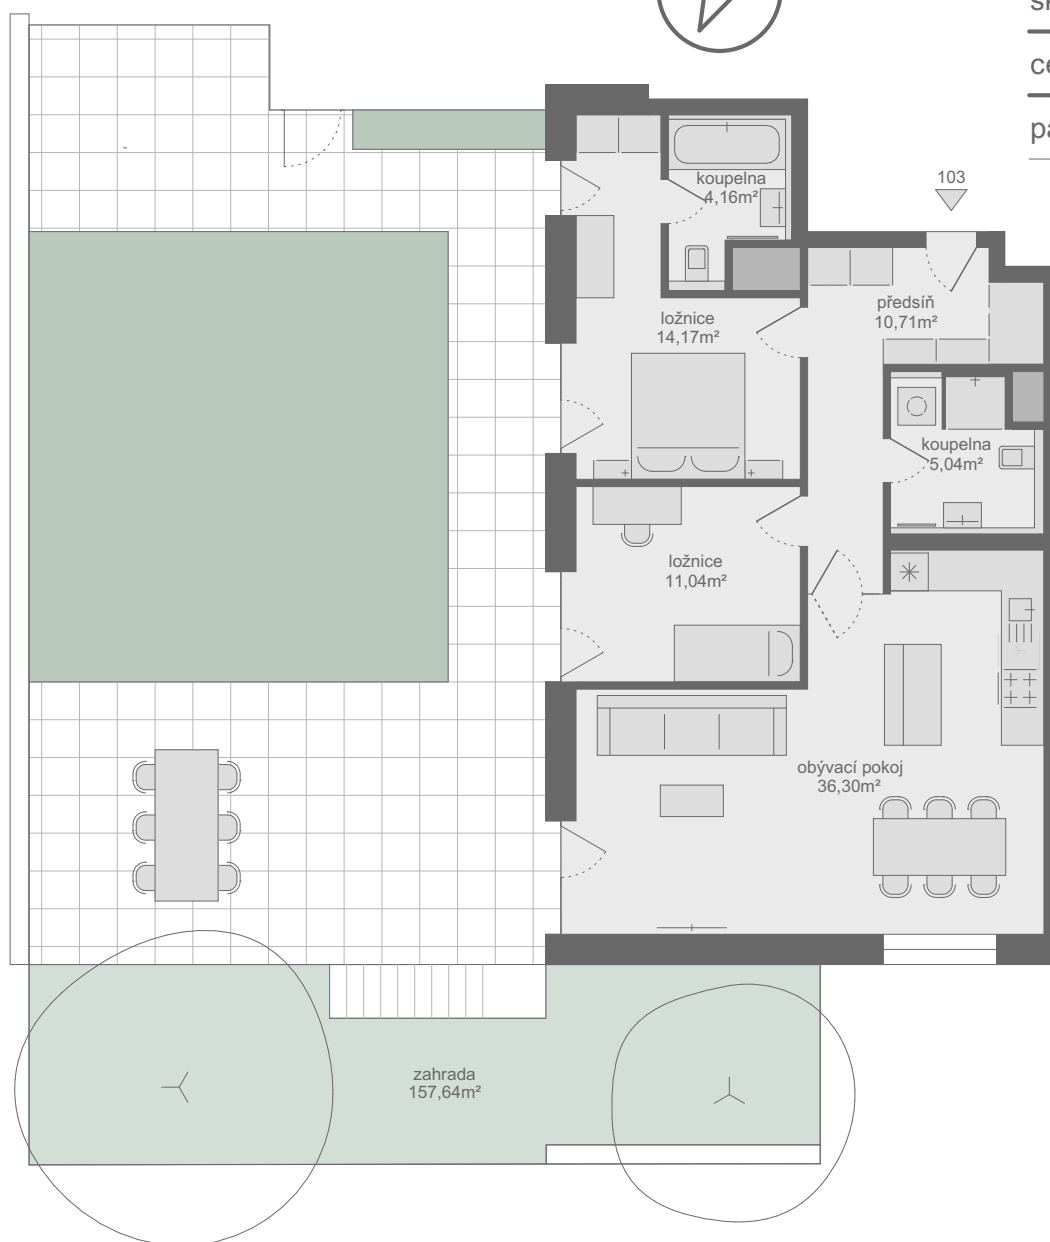 103
koupelna
4,16m²
předsíň
10,71m²
ložnice
14,17m²
koupelna
5,04m²
ložnice
11,04m²
obývací pokoj
36,30m²
zahrada
157,64m²